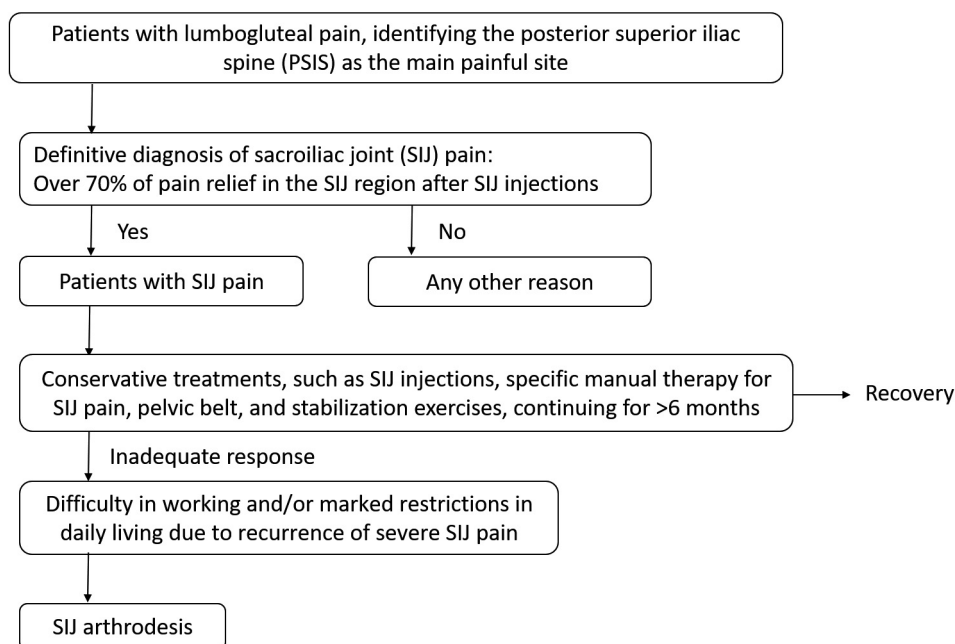 Patients with lumbogluteal pain, identifying the posterior superior iliac
spine (PSIS) as the main painful site
Definitive diagnosis of sacroiliac joint (SIJ) pain:
Over 70% of pain relief in the SIJ region after SIJ injections
Yes
No
Patients with SIJ pain
Any other reason
Conservative treatments, such as SIJ injections, specific manual therapy for
SIJ pain, pelvic belt, and stabilization exercises, continuing for >6 months
Recovery
Inadequate response
Difficulty in working and/or marked restrictions in
daily living due to recurrence of severe SIJ pain
SIJ arthrodesis